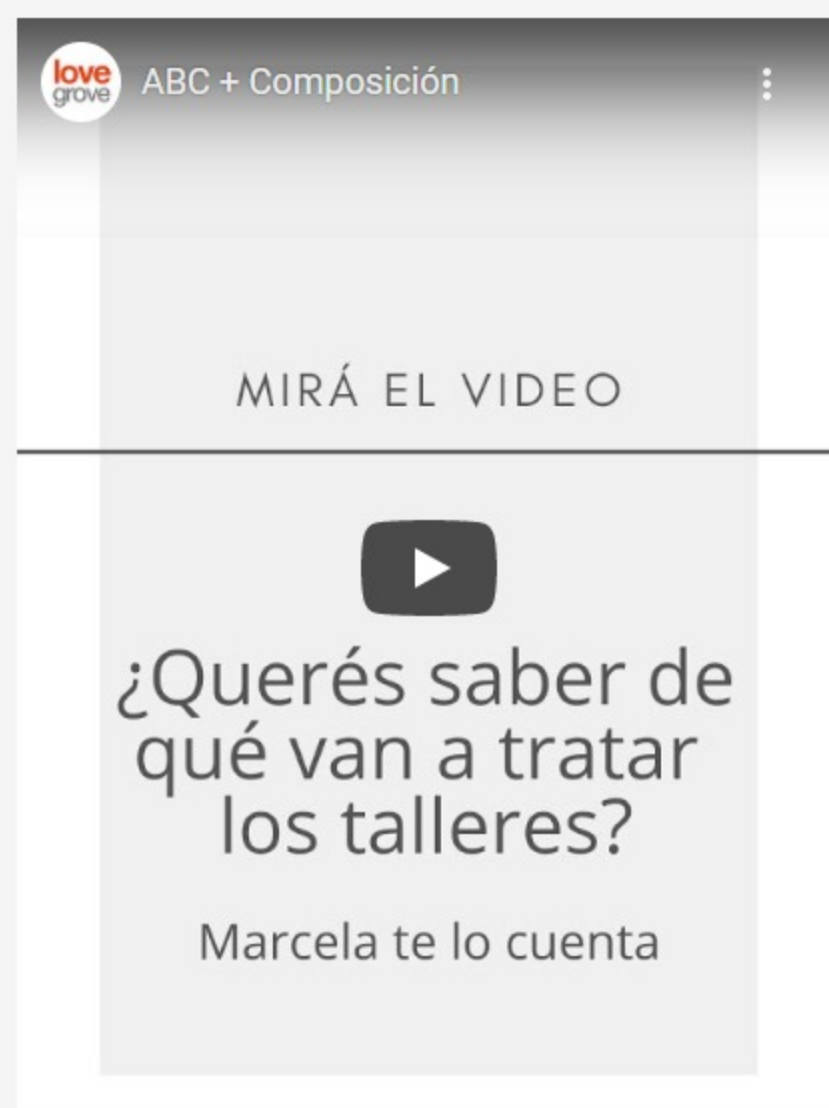 love
grove
ABC + Composición
MIRÁ EL VIDEO
¿Querés saber de
qué van a tratar
los talleres?
Marcela te lo cuenta